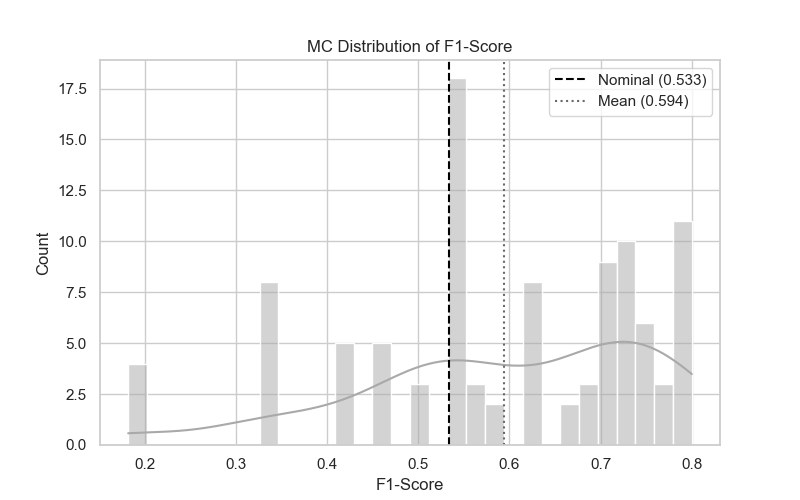 MC Distribution of F1-Score
Nominal (0.533)
Mean (0.594)
17.5
15.0
12.5
10.0
7.5
5.0
2.5
0.0
Count
0.2 0.3 0.4 0.5 0.6 0.7 0.8
F1-Score